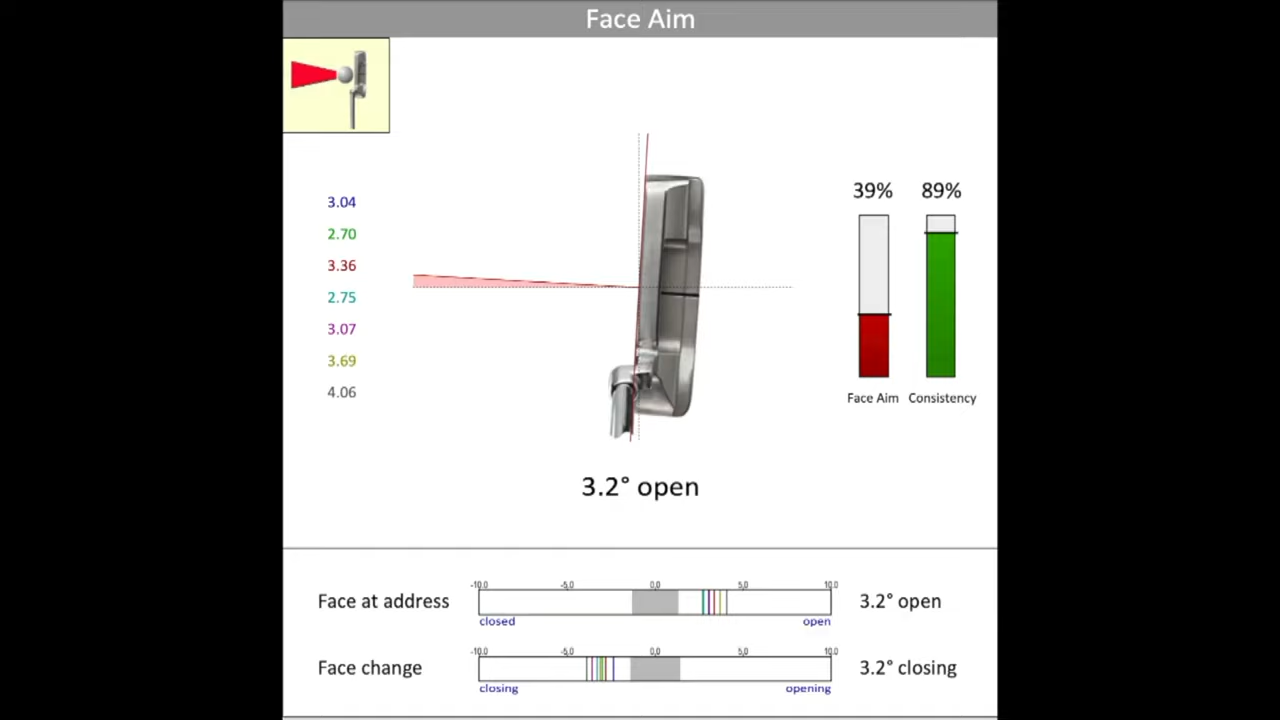 Face Aim
3.04
2.70
3.36
2.75
3.07
3.69
4.06
39% 89%
Face Aim Consistency
3.2° open
-10.0 -5,0 0,0 5,0 10.0
Face at address 3.2° open
closed open
-10.0 -5,0 0,0 5,0 10.0
Face change 3.2° closing
closing opening